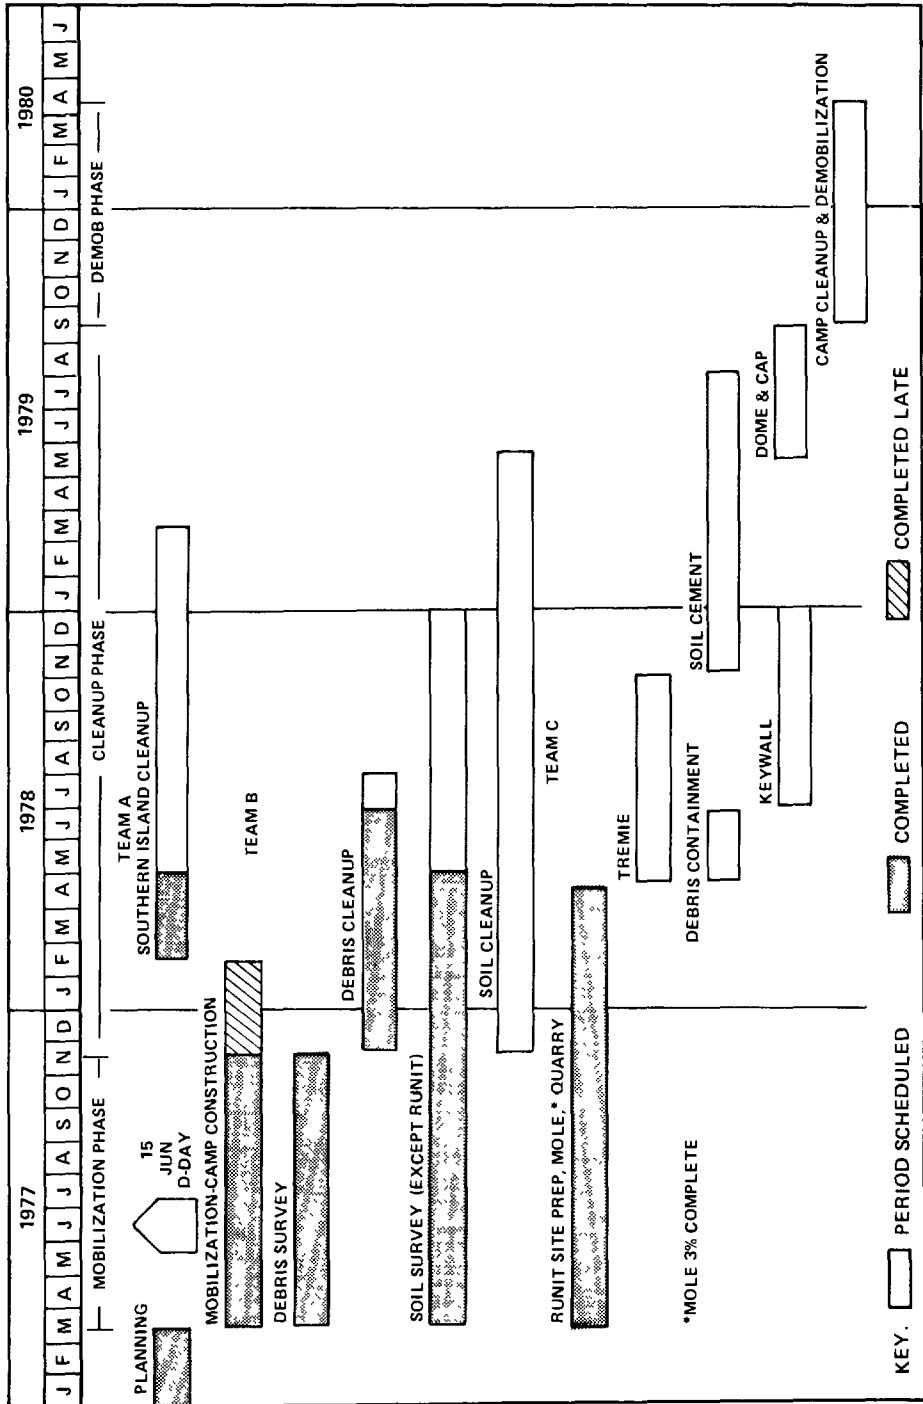 1977 1978 1979 1980
J F M A M J J A S O N D J F M A M J J A S O N D J F M A M J J A S O N D J F M A M J
MOBILIZATION PHASE CLEANUP PHASE DEMOB PHASE
PLANNING
15
JUN
D-DAY
TEAM A
SOUTHERN ISLAND CLEANUP
MOBILIZATION-CAMP CONSTRUCTION
TEAM B
DEBRIS SURVEY
DEBRIS CLEANUP
SOIL SURVEY (EXCEPT RUNIT)
SOIL CLEANUP
TEAM C
RUNIT SITE PREP, MOLE,* QUARRY
TREMIE
DEBRIS CONTAINMENT
SOIL CEMENT
*MOLE 3% COMPLETE
KEYWALL
DOME & CAP
CAMP CLEANUP & DEMOBILIZATION
KEY. PERIOD SCHEDULED COMPLETED COMPLETED LATE